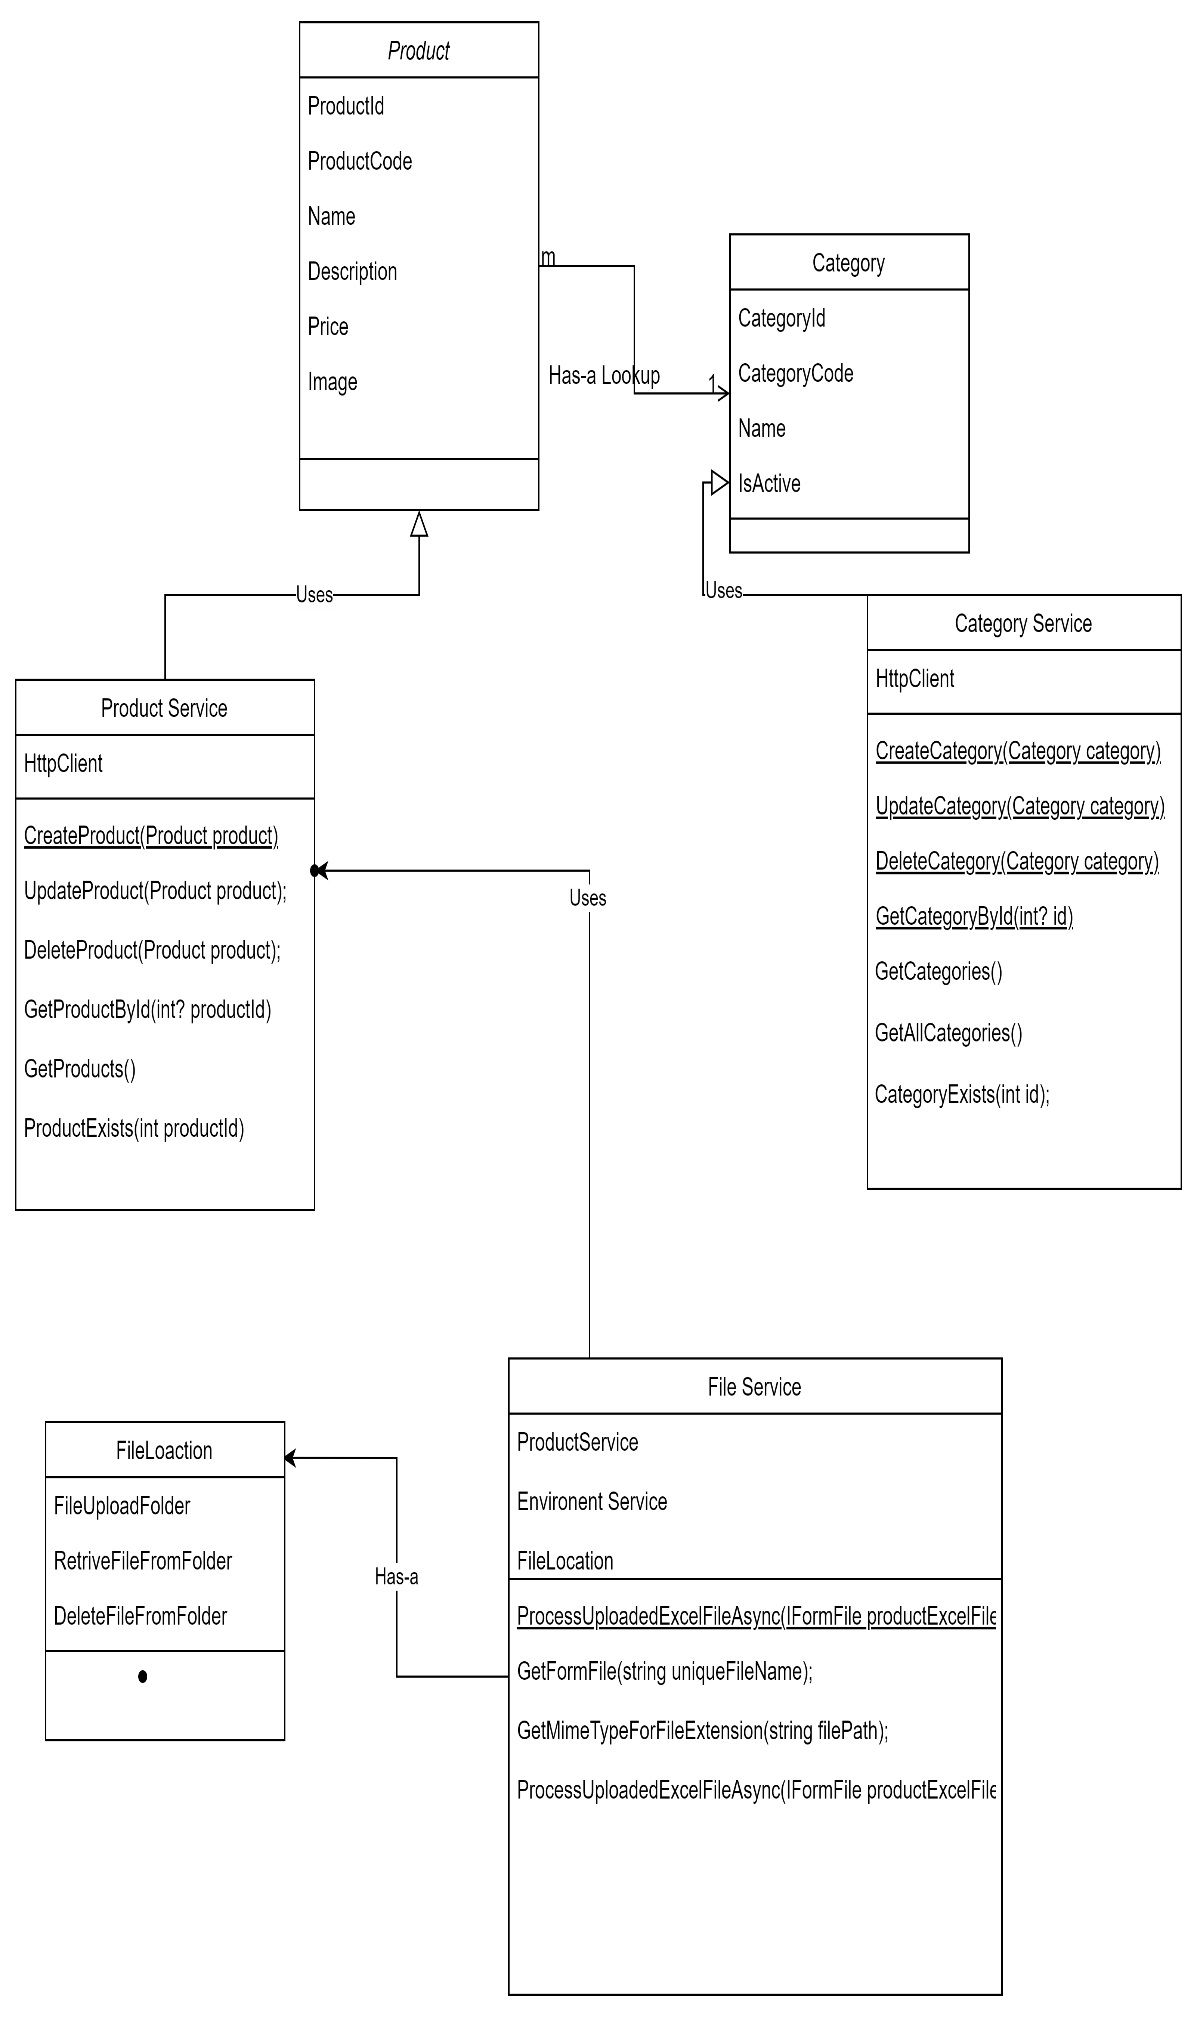 Product
ProductId
ProductCode
Name
Description
Price
Image
m
Has-a Lookup
1
Category
CategoryId
CategoryCode
Name
IsActive
Uses
Uses
Product Service
HttpClient
CreateProduct(Product product)
UpdateProduct(Product product);
DeleteProduct(Product product);
GetProductById(int? productId)
GetProducts()
ProductExists(int productId)
Category Service
HttpClient
CreateCategory(Category category)
UpdateCategory(Category category)
DeleteCategory(Category category)
GetCategoryById(int? id)
GetCategories()
GetAllCategories()
CategoryExists(int id);
Uses
File Service
ProductService
Environent Service
FileLocation
ProcessUploadedExcelFileAsync(IFormFile productExcelFile
GetFormFile(string uniqueFileName);
GetMimeTypeForFileExtension(string filePath);
ProcessUploadedExcelFileAsync(IFormFile productExcelFile
Has-a
FileLoaction
FileUploadFolder
RetriveFileFromFolder
DeleteFileFromFolder